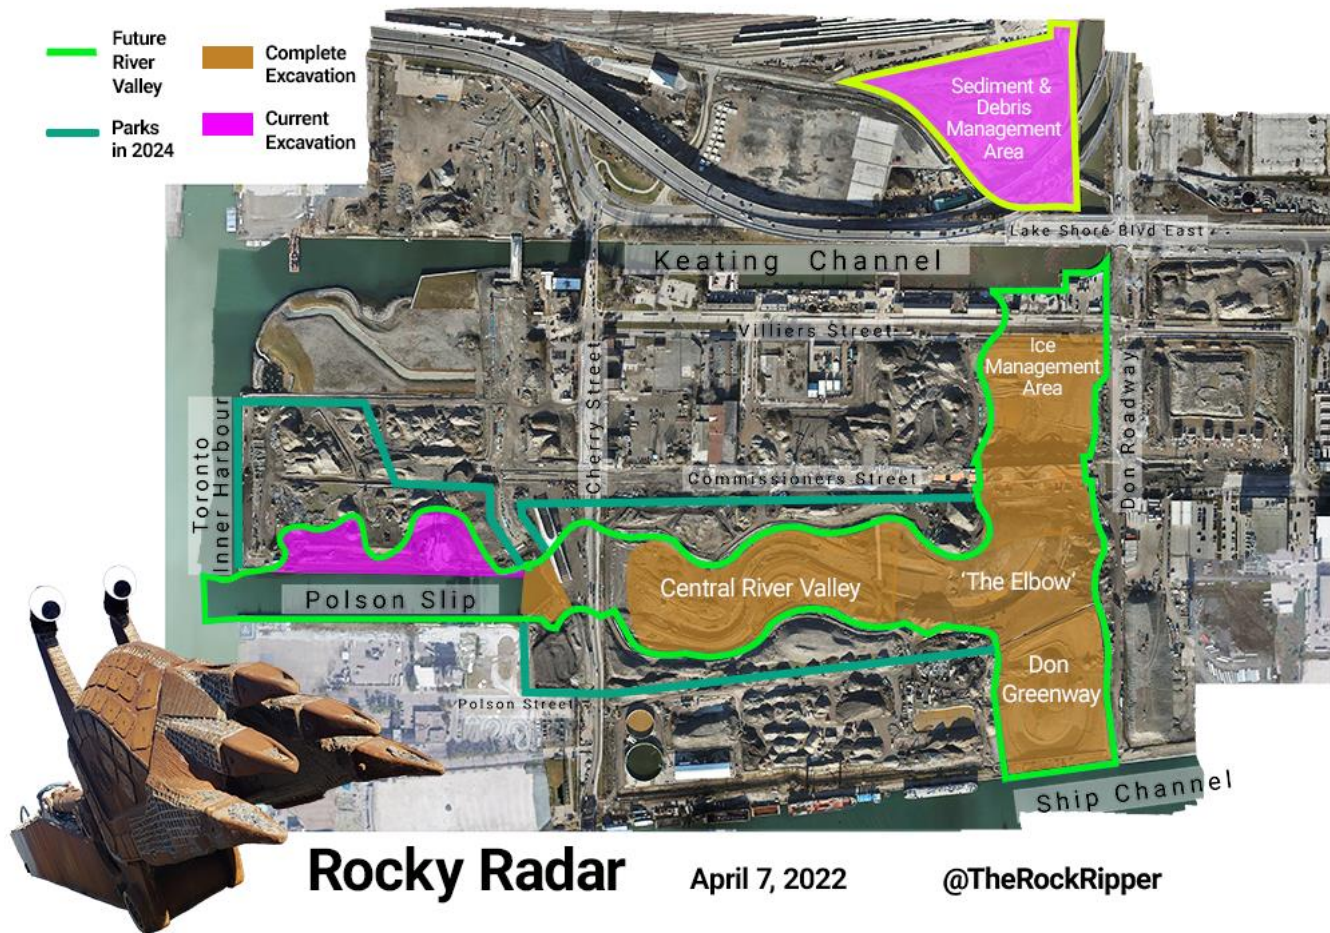 Future
River
Valley
Complete
Excavation
Parks
in 2024
Current
Excavation
Sediment &
Debris
Management
Area
Lake Shore Blvd East
Keating Channel
Villiers Street
Ice
Management
Area
Cherry Street
Don Roadway
Toronto
Inner Harbour
Commissioners Street
Central River Valley
'The Elbow'
Polson Slip
Don
Greenway
Polson Street
Ship Channel
Rocky Radar
April 7, 2022
@TheRockRipper